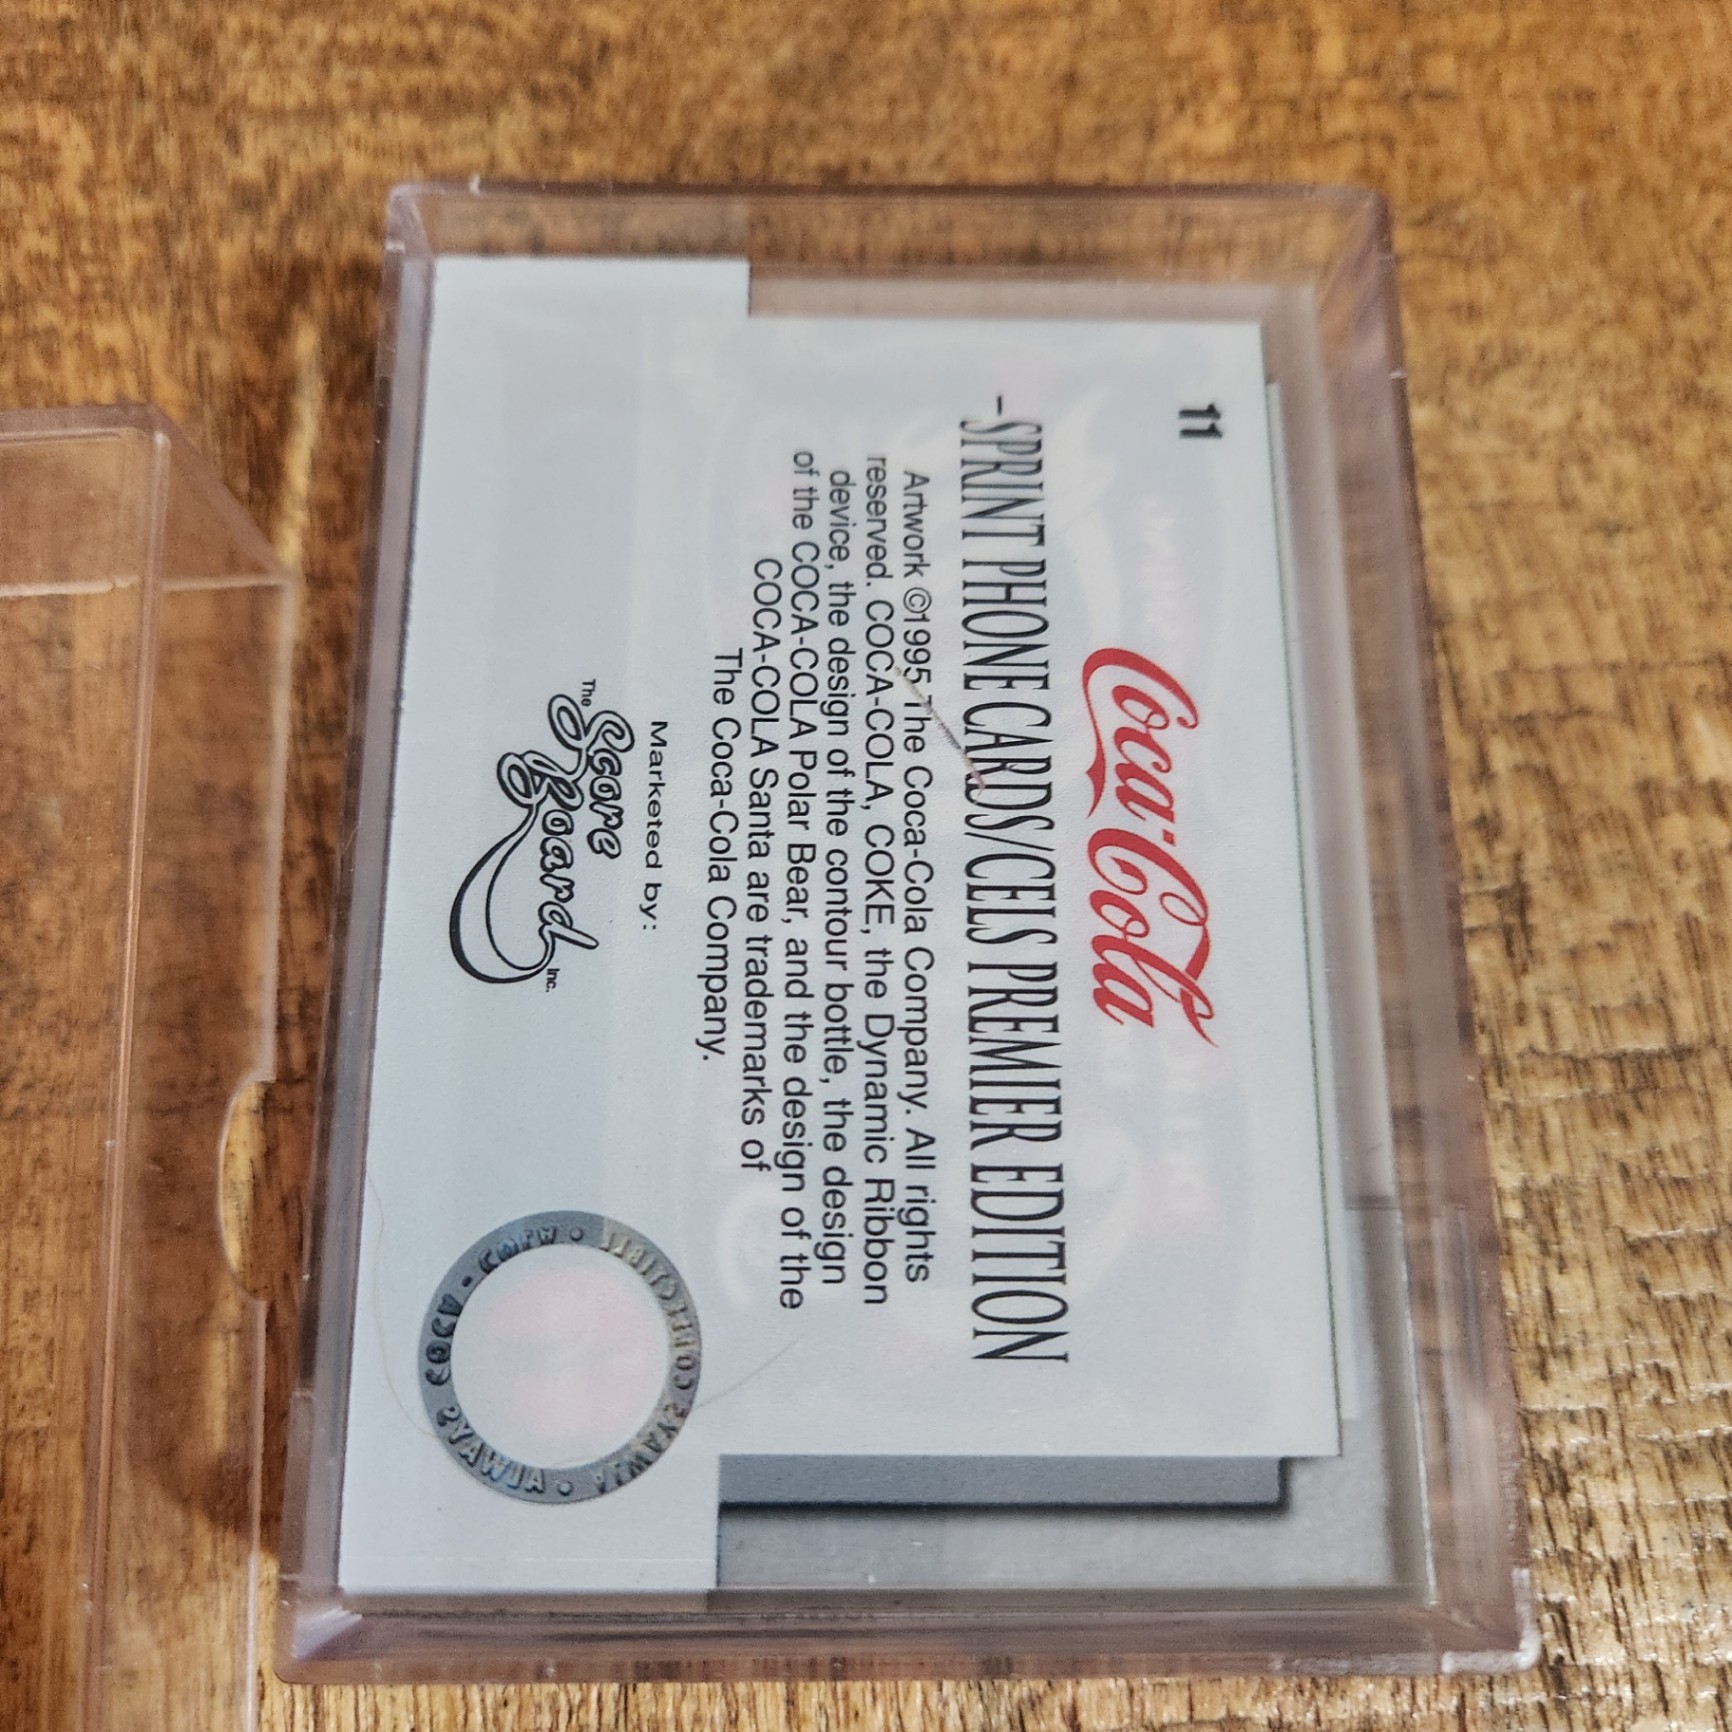 11
Coca-Cola
-SPRINT PHONE CARDS/CELS PREMIER EDITION
Artwork ©1995 The Coca-Cola Company. All rights
reserved. COCA-COLA, COKE, the Dynamic Ribbon
device, the design of the contour bottle, the design
of the COCA-COLA Polar Bear, and the design of the
COCA-COLA Santa are trademarks of
The Coca-Cola Company.
Marketed by:
The Score Board Inc.
ALWAYS COCA
ALWAYS